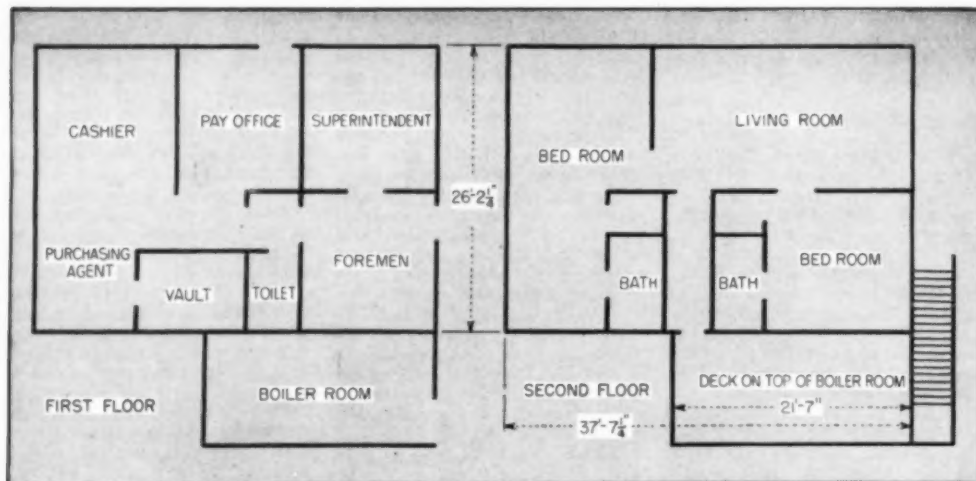 CASHIER
PAY OFFICE
SUPERINTENDENT
PURCHASING
AGENT
VAULT
TOILET
FOREMEN
FIRST FLOOR
BOILER ROOM
26'-2¼"
BED ROOM
LIVING ROOM
BATH
BATH
BED ROOM
SECOND FLOOR
DECK ON TOP OF BOILER ROOM
21'-7"
37'-7¼"